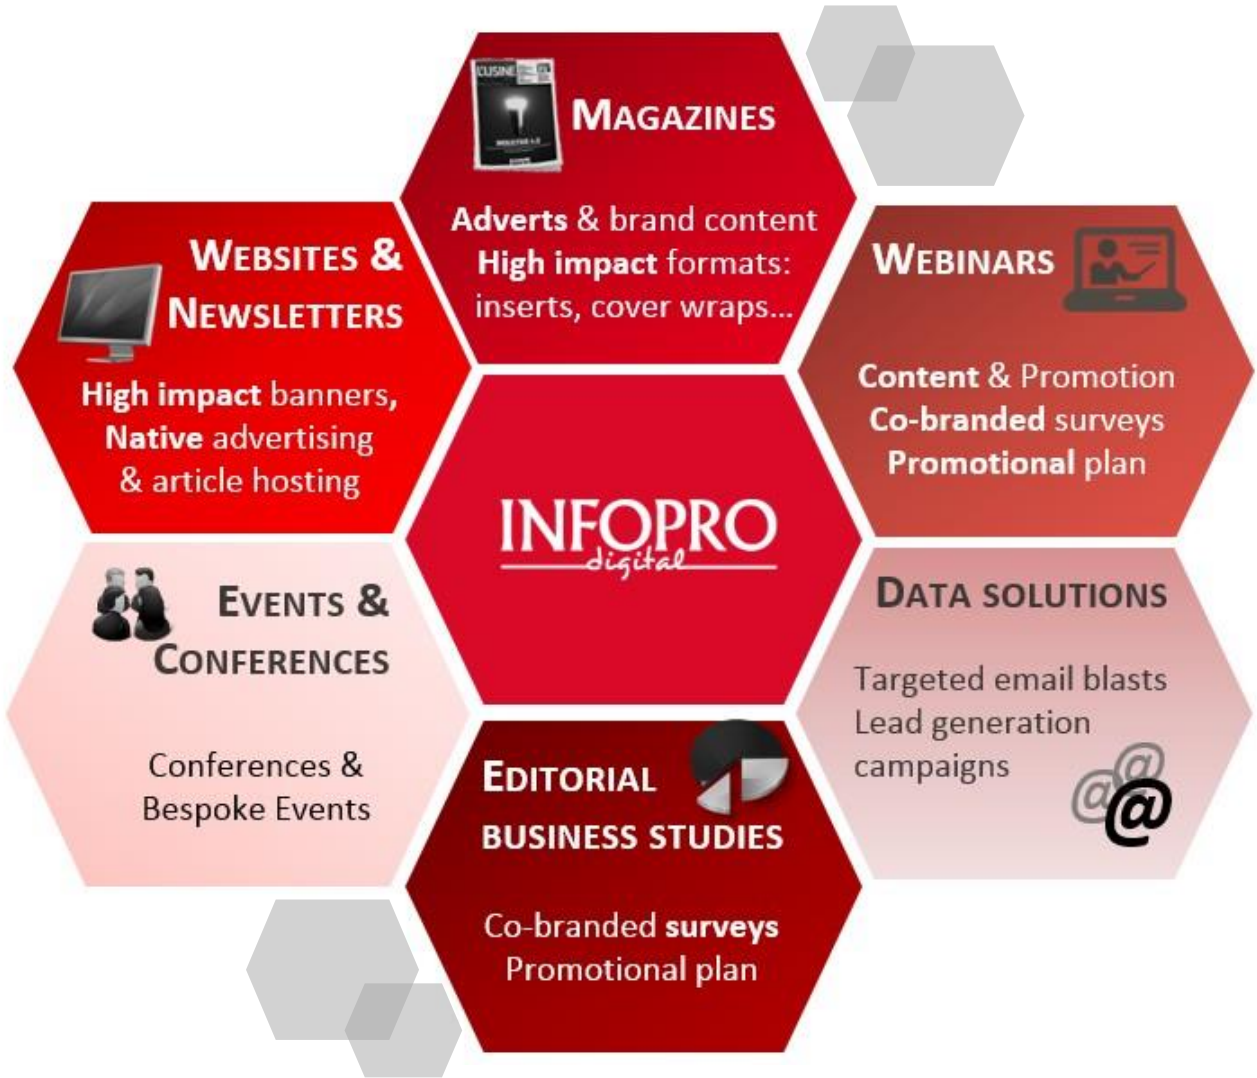 L'USINE
MAGAZINES
Adverts & brand content
High impact formats:
inserts, cover wraps...
WEBSITES &
NEWSLETTERS
High impact banners,
Native advertising
& article hosting
WEBINARS
Content & Promotion
Co-branded surveys
Promotional plan
INFOPRO
digital
EVENTS &
CONFERENCES
Conferences &
Bespoke Events
DATA SOLUTIONS
Targeted email blasts
Lead generation
campaigns
@
@
@
EDITORIAL
BUSINESS STUDIES
Co-branded surveys
Promotional plan